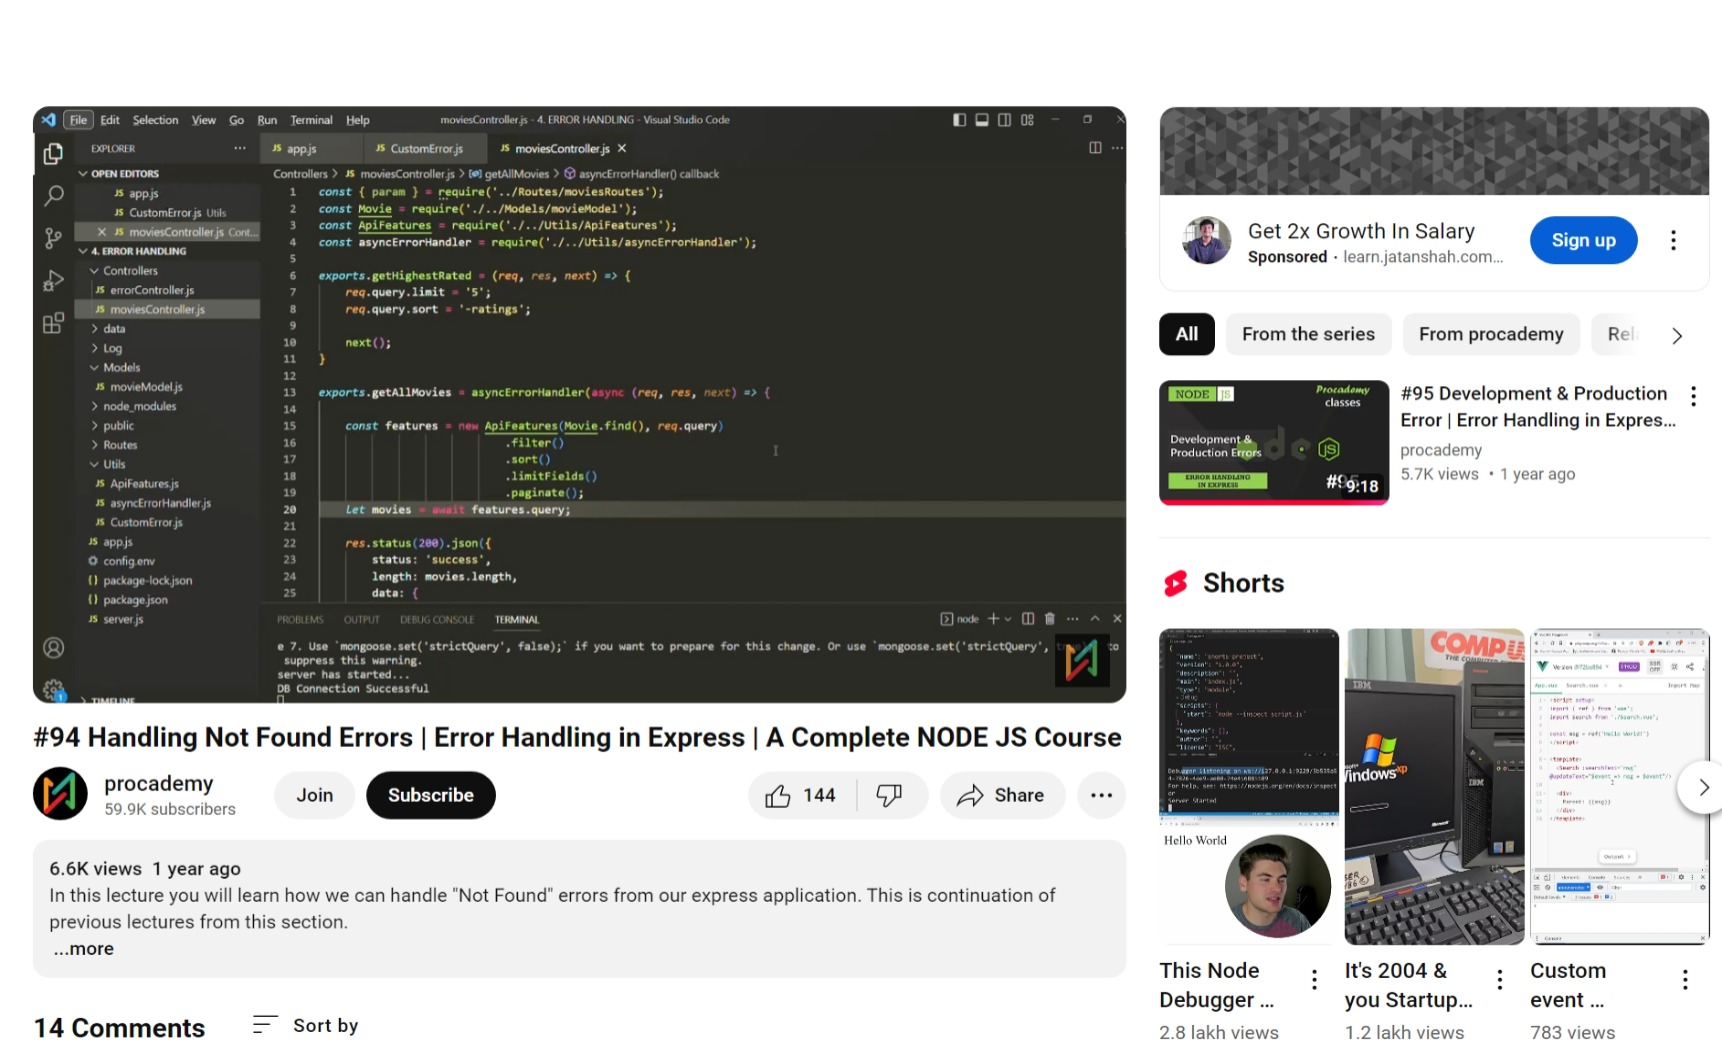 File Edit Selection View Go Run Terminal Help
moviesController.js - 4. ERROR HANDLING - Visual Studio Code
EXPLORER
OPEN EDITORS
JS app.js
JS CustomError.js Utils
JS moviesController.js Cont...
4. ERROR HANDLING
Controllers
JS errorController.js
JS moviesController.js
data
Log
Models
JS movieModel.js
node_modules
public
Routes
Utils
JS ApiFeatures.js
JS asyncErrorHandler.js
JS CustomError.js
JS app.js
config.env
{} package-lock.json
{} package.json
JS server.js
TIMELINE
JS app.js JS CustomError.js JS moviesController.js
Controllers > JS moviesController.js > getAllMovies > asyncErrorHandler() callback
1 const { param } = require('../Routes/moviesRoutes');
2 const Movie = require('./../Models/movieModel');
3 const ApiFeatures = require('./../Utils/ApiFeatures');
4 const asyncErrorHandler = require('./../Utils/asyncErrorHandler');
5
6 exports.getHighestRated = (req, res, next) => {
7 req.query.limit = '5';
8 req.query.sort = '-ratings';
9
10 next();
11 }
12
13 exports.getAllMovies = asyncErrorHandler(async (req, res, next) => {
14
15 const features = new ApiFeatures(Movie.find(), req.query)
16 .filter()
17 .sort()
18 .limitFields()
19 .paginate();
20 let movies = await features.query;
21
22 res.status(200).json({
23 status: 'success',
24 length: movies.length,
25 data: {
PROBLEMS OUTPUT DEBUG CONSOLE TERMINAL
node
e 7. Use `mongoose.set('strictQuery', false);` if you want to prepare for this change. Or use `mongoose.set('strictQuery', to
suppress this warning.
server has started...
DB Connection Successful
#94 Handling Not Found Errors | Error Handling in Express | A Complete NODE JS Course
procademy
59.9K subscribers
Join
Subscribe
144
Share
6.6K views 1 year ago
In this lecture you will learn how we can handle "Not Found" errors from our express application. This is continuation of
previous lectures from this section.
...more
14 Comments
Sort by
Get 2x Growth In Salary
Sponsored · learn.jatanshah.com...
Sign up
All
From the series
From procademy
NODE JS
Procademy
classes
Development &
Production Errors
ERROR HANDLING
IN EXPRESS
9:18
#95 Development & Production
Error | Error Handling in Expres...
procademy
5.7K views • 1 year ago
Shorts
Hello World
This Node
Debugger ...
2.8 lakh views
IBM
Windows xp
It's 2004 &
you Startup...
1.2 lakh views
Custom
event ...
783 views